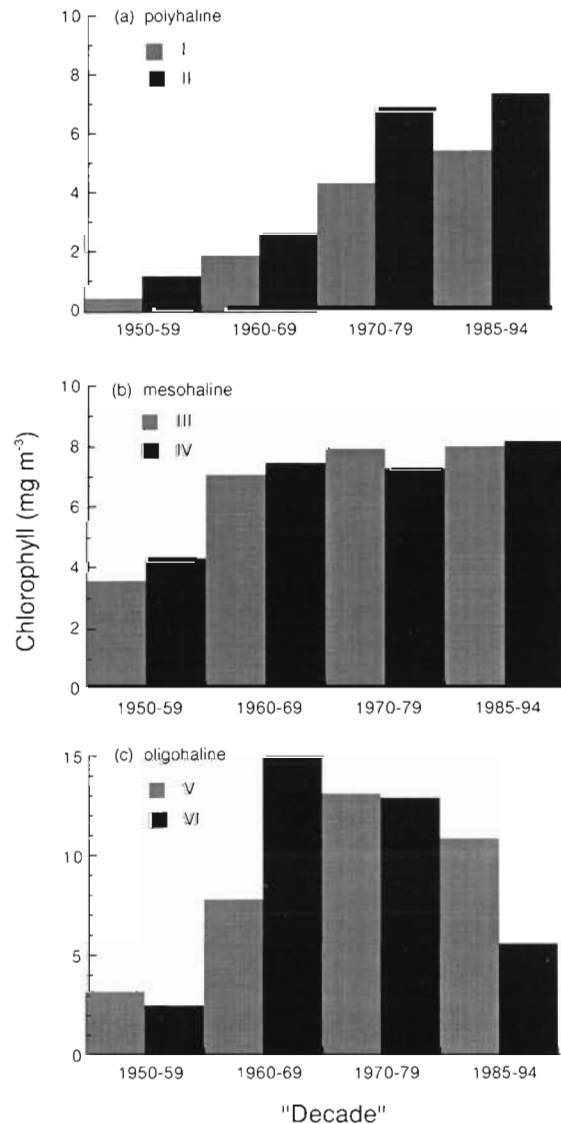 (a) polyhaline
I
II
10
8
6
4
2
0
1950-59 1960-69 1970-79 1985-94
(b) mesohaline
III
IV
10
8
6
4
2
0
1950-59 1960-69 1970-79 1985-94
Chlorophyll (mg m⁻³)
(c) oligohaline
V
VI
15
10
5
0
1950-59 1960-69 1970-79 1985-94
"Decade"